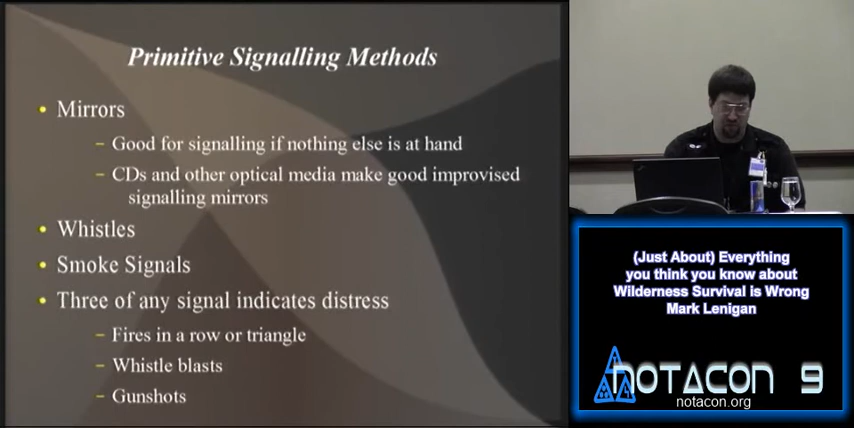 Primitive Signalling Methods
Mirrors
– Good for signalling if nothing else is at hand
– CDs and other optical media make good improvised
signalling mirrors
Whistles
Smoke Signals
Three of any signal indicates distress
– Fires in a row or triangle
– Whistle blasts
– Gunshots
(Just About) Everything
you think you know about
Wilderness Survival is Wrong
Mark Lenigan
NOTACON 9
notacon.org